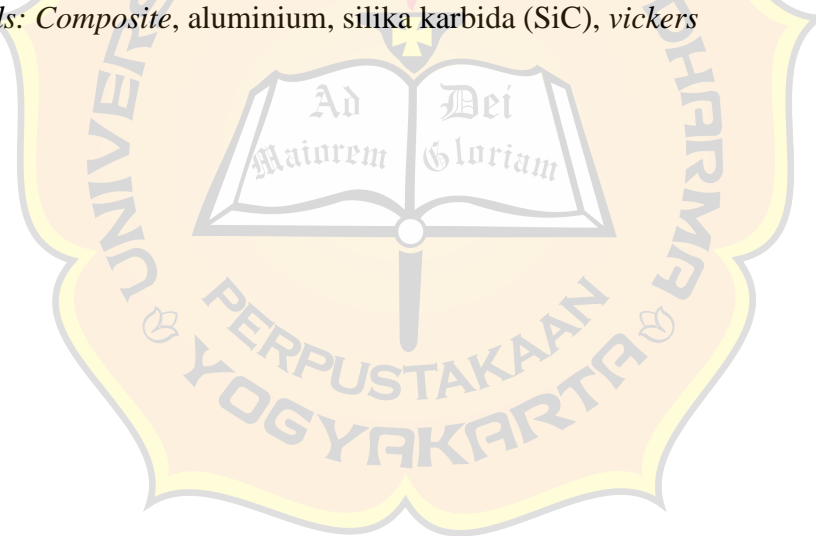 ds: Composite, aluminium, silika karbida (SiC), vickers
Ad Dei
Maiorem Gloriam
PERPUSTAKAAN
YOGYAKARTA